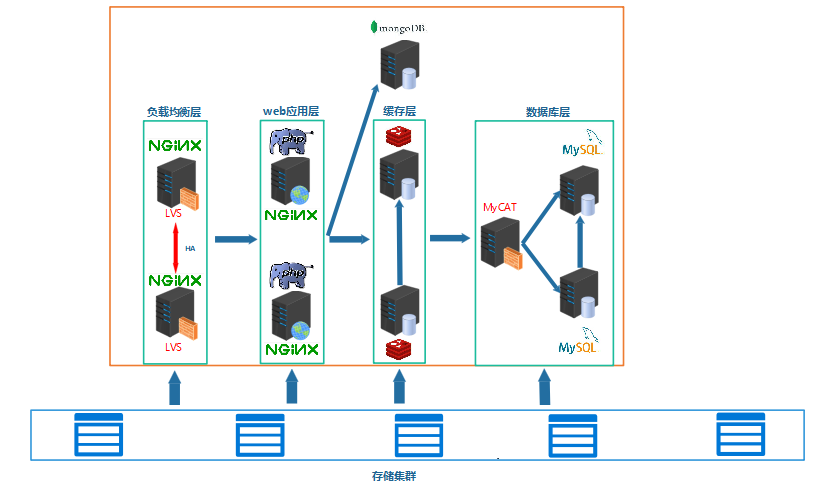 mongoDB
负载均衡层
web应用层
缓存层
数据库层
NGiNX
LVS
HA
NGiNX
LVS
php
NGiNX
php
NGiNX
MyCAT
MySQL
MySQL
存储集群